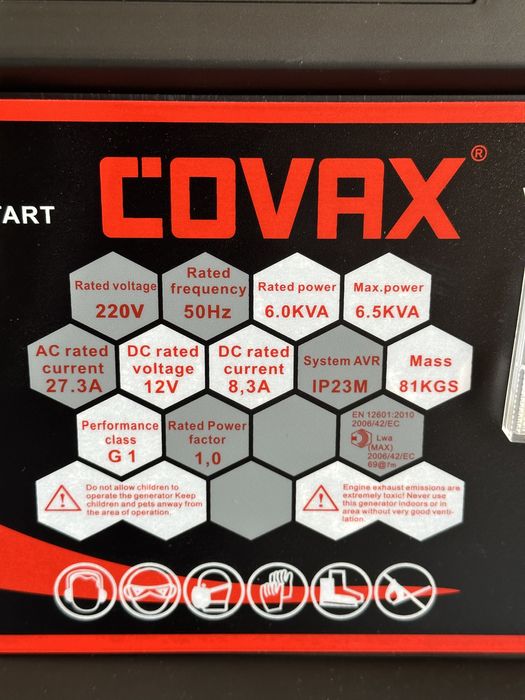 TART
COVAX®
Rated voltage
220V
Rated
frequency
50Hz
Rated power
6.0KVA
Max.power
6.5KVA
AC rated
current
27.3A
DC rated
voltage
12V
DC rated
current
8,3A
System AVR
IP23M
Mass
81KGS
Performance
class
G 1
Rated Power
factor
1,0
EN 12601:2010
2006/42/EC
Lwa
(MAX)
2006/42/EC
69@7m
Do not allow children to
operate the generator Keep
children and pets anway from
the area of operation.
Engine exhaust emissions are
extremely toxic! Never use
this generator indoors or in
area without very good venti-
lation.